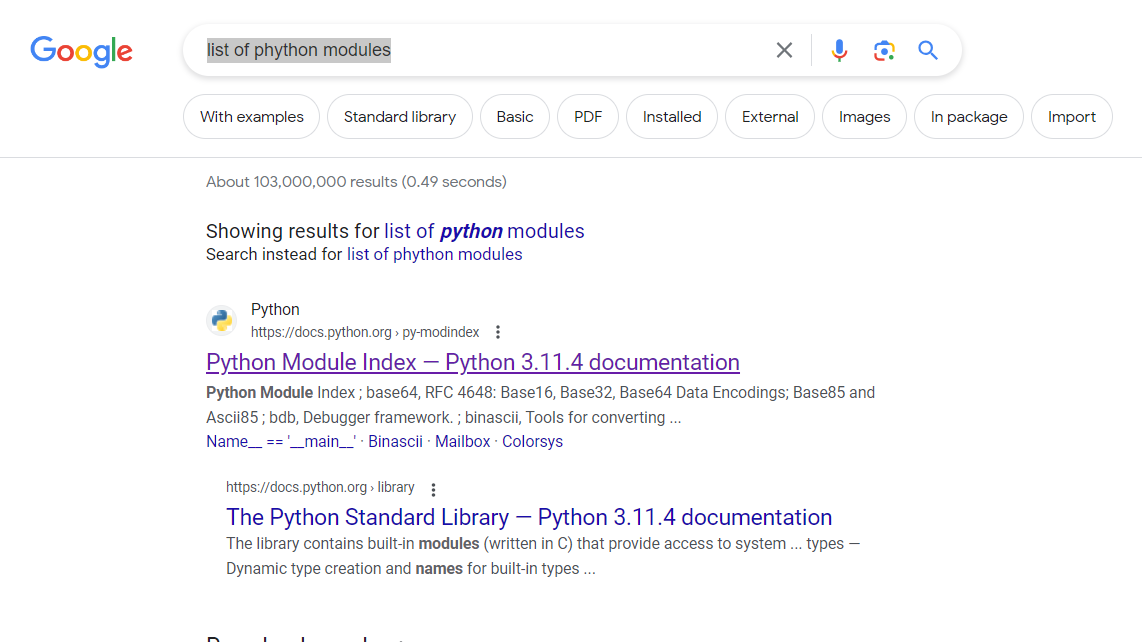 Google
list of phython modules
With examples
Standard library
Basic
PDF
Installed
External
Images
In package
Import
About 103,000,000 results (0.49 seconds)
Showing results for list of python modules
Search instead for list of phython modules
Python
https://docs.python.org › py-modindex
Python Module Index — Python 3.11.4 documentation
Python Module Index ; base64, RFC 4648: Base16, Base32, Base64 Data Encodings; Base85 and
Ascii85 ; bdb, Debugger framework. ; binascii, Tools for converting ...
Name__ == '__main__' · Binascii · Mailbox · Colorsys
https://docs.python.org › library
The Python Standard Library — Python 3.11.4 documentation
The library contains built-in modules (written in C) that provide access to system ... types —
Dynamic type creation and names for built-in types ...